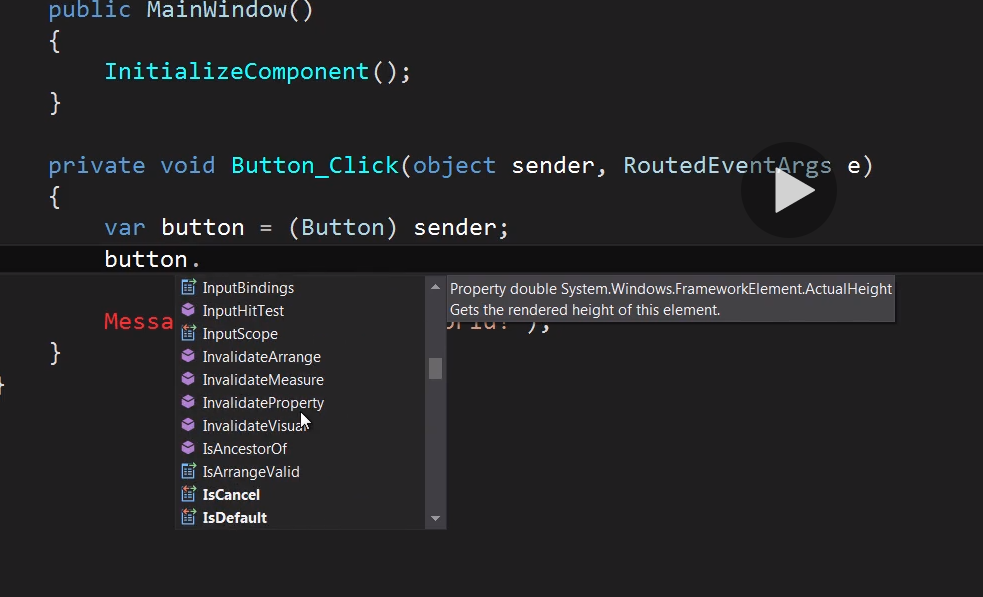 public MainWindow()
{
InitializeComponent();
}
private void Button_Click(object sender, RoutedEventArgs e)
{
var button = (Button) sender;
button.
InputBindings
InputHitTest
InputScope
InvalidateArrange
InvalidateMeasure
InvalidateProperty
InvalidateVisual
IsAncestorOf
IsArrangeValid
IsCancel
IsDefault
Property double System.Windows.FrameworkElement.ActualHeight
Gets the rendered height of this element.
Messa
}
}